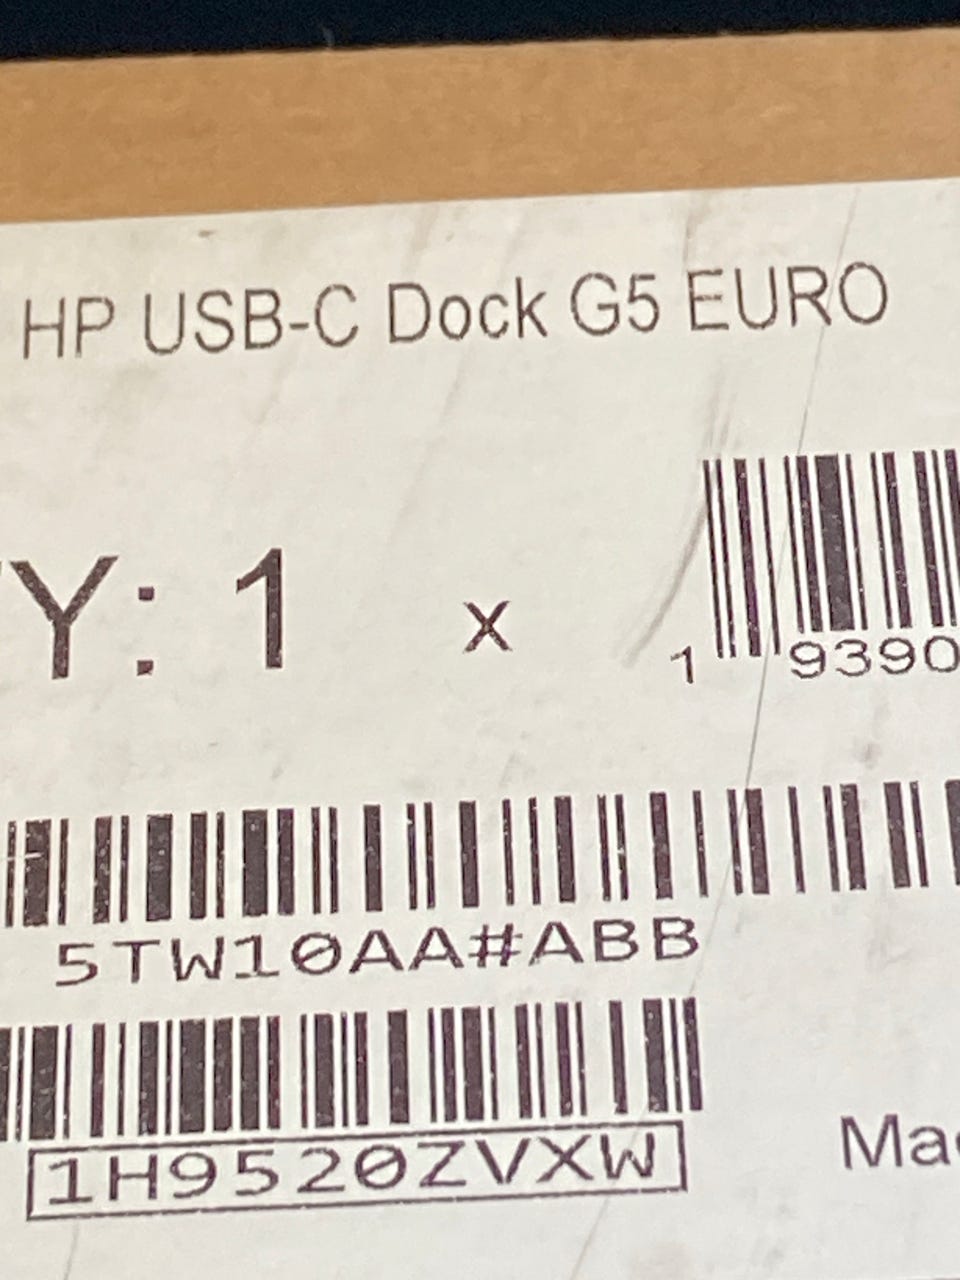 HP USB-C Dock G5 EURO
Y: 1 x
1 9390
5TW10AA#ABB
1H9520ZVXW
Ma